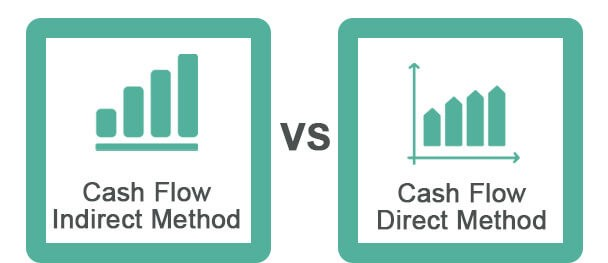 Cash Flow
Indirect Method
VS
Cash Flow
Direct Method